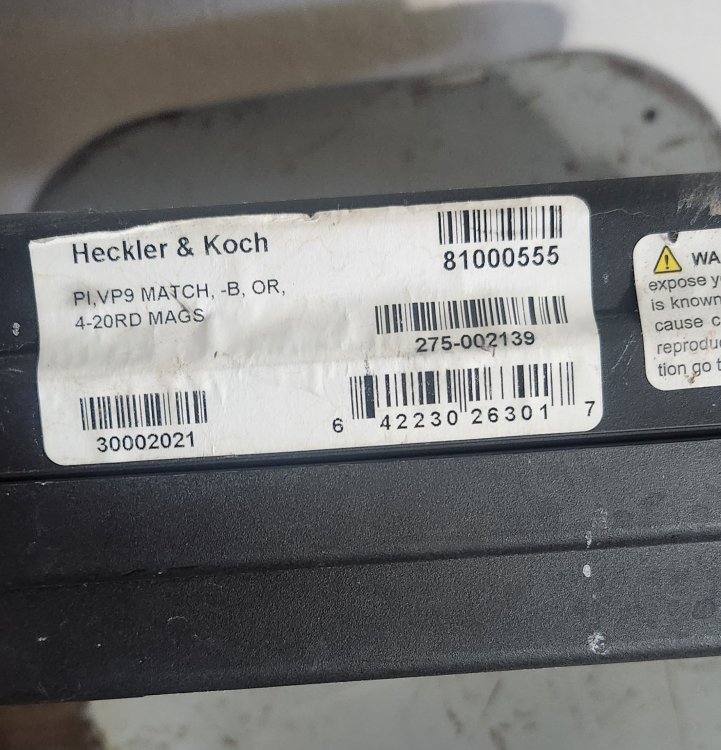 Heckler & Koch
81000555
PI,VP9 MATCH, -B, OR,
4-20RD MAGS
275-002139
30002021
6 42230 26301 7
WA
expose y
is known
cause c
reprodu
tion go t